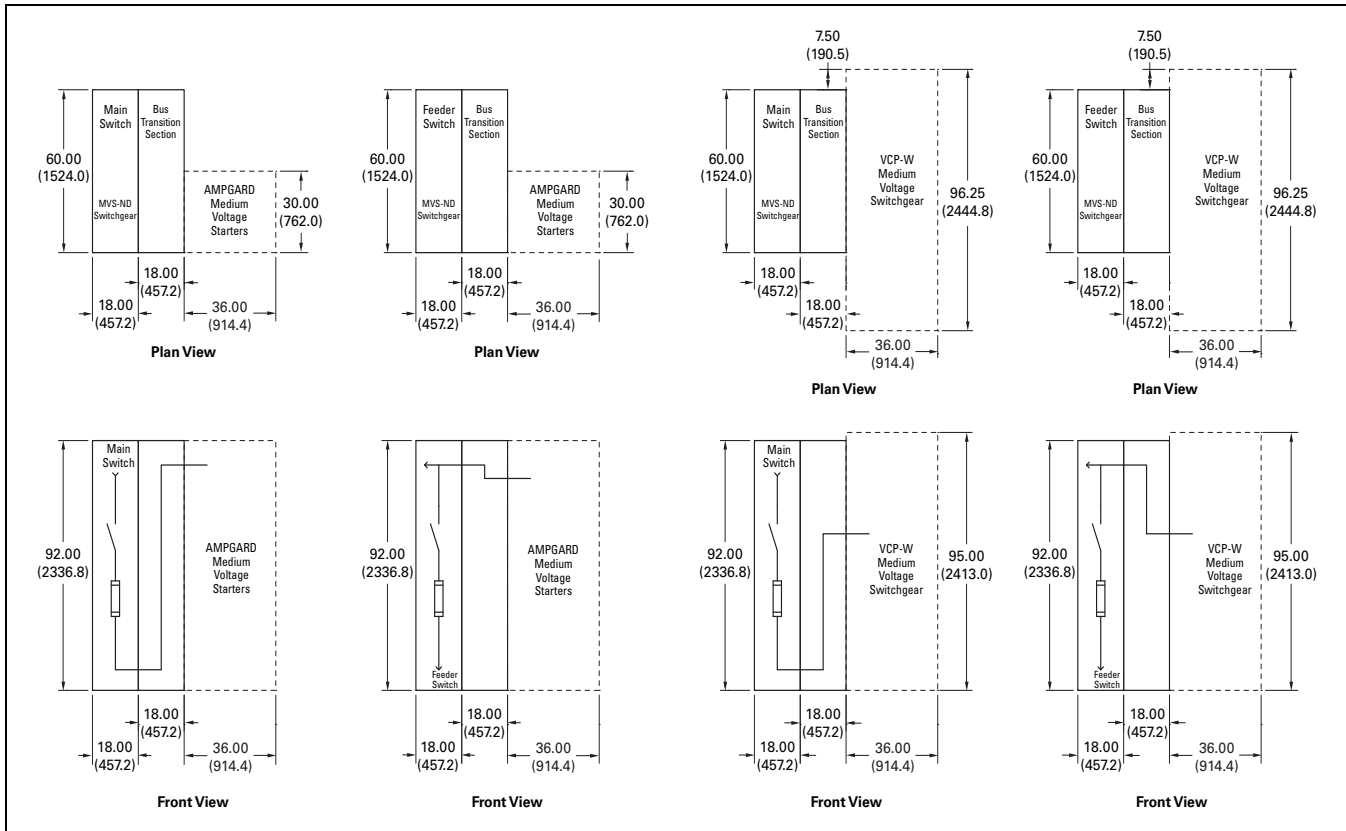 Main
Switch
Bus
Transition
Section
60.00
(1524.0)
MVS-ND
Switchgear
AMPGARD
Medium
Voltage
Starters
30.00
(762.0)
18.00
(457.2)
18.00
(457.2)
36.00
(914.4)
Plan View
Feeder
Switch
Bus
Transition
Section
60.00
(1524.0)
MVS-ND
Switchgear
AMPGARD
Medium
Voltage
Starters
30.00
(762.0)
18.00
(457.2)
18.00
(457.2)
36.00
(914.4)
Plan View
7.50
(190.5)
Main
Switch
Bus
Transition
Section
60.00
(1524.0)
MVS-ND
Switchgear
VCP-W
Medium
Voltage
Switchgear
96.25
(2444.8)
18.00
(457.2)
18.00
(457.2)
36.00
(914.4)
Plan View
7.50
(190.5)
Feeder
Switch
Bus
Transition
Section
60.00
(1524.0)
MVS-ND
Switchgear
VCP-W
Medium
Voltage
Switchgear
96.25
(2444.8)
18.00
(457.2)
18.00
(457.2)
36.00
(914.4)
Plan View
Main
Switch
92.00
(2336.8)
AMPGARD
Medium
Voltage
Starters
18.00
(457.2)
18.00
(457.2)
36.00
(914.4)
Front View
92.00
(2336.8)
AMPGARD
Medium
Voltage
Starters
Feeder
Switch
18.00
(457.2)
18.00
(457.2)
36.00
(914.4)
Front View
Main
Switch
92.00
(2336.8)
VCP-W
Medium
Voltage
Switchgear
95.00
(2413.0)
18.00
(457.2)
18.00
(457.2)
36.00
(914.4)
Front View
92.00
(2336.8)
VCP-W
Medium
Voltage
Switchgear
95.00
(2413.0)
Feeder
Switch
18.00
(457.2)
18.00
(457.2)
36.00
(914.4)
Front View